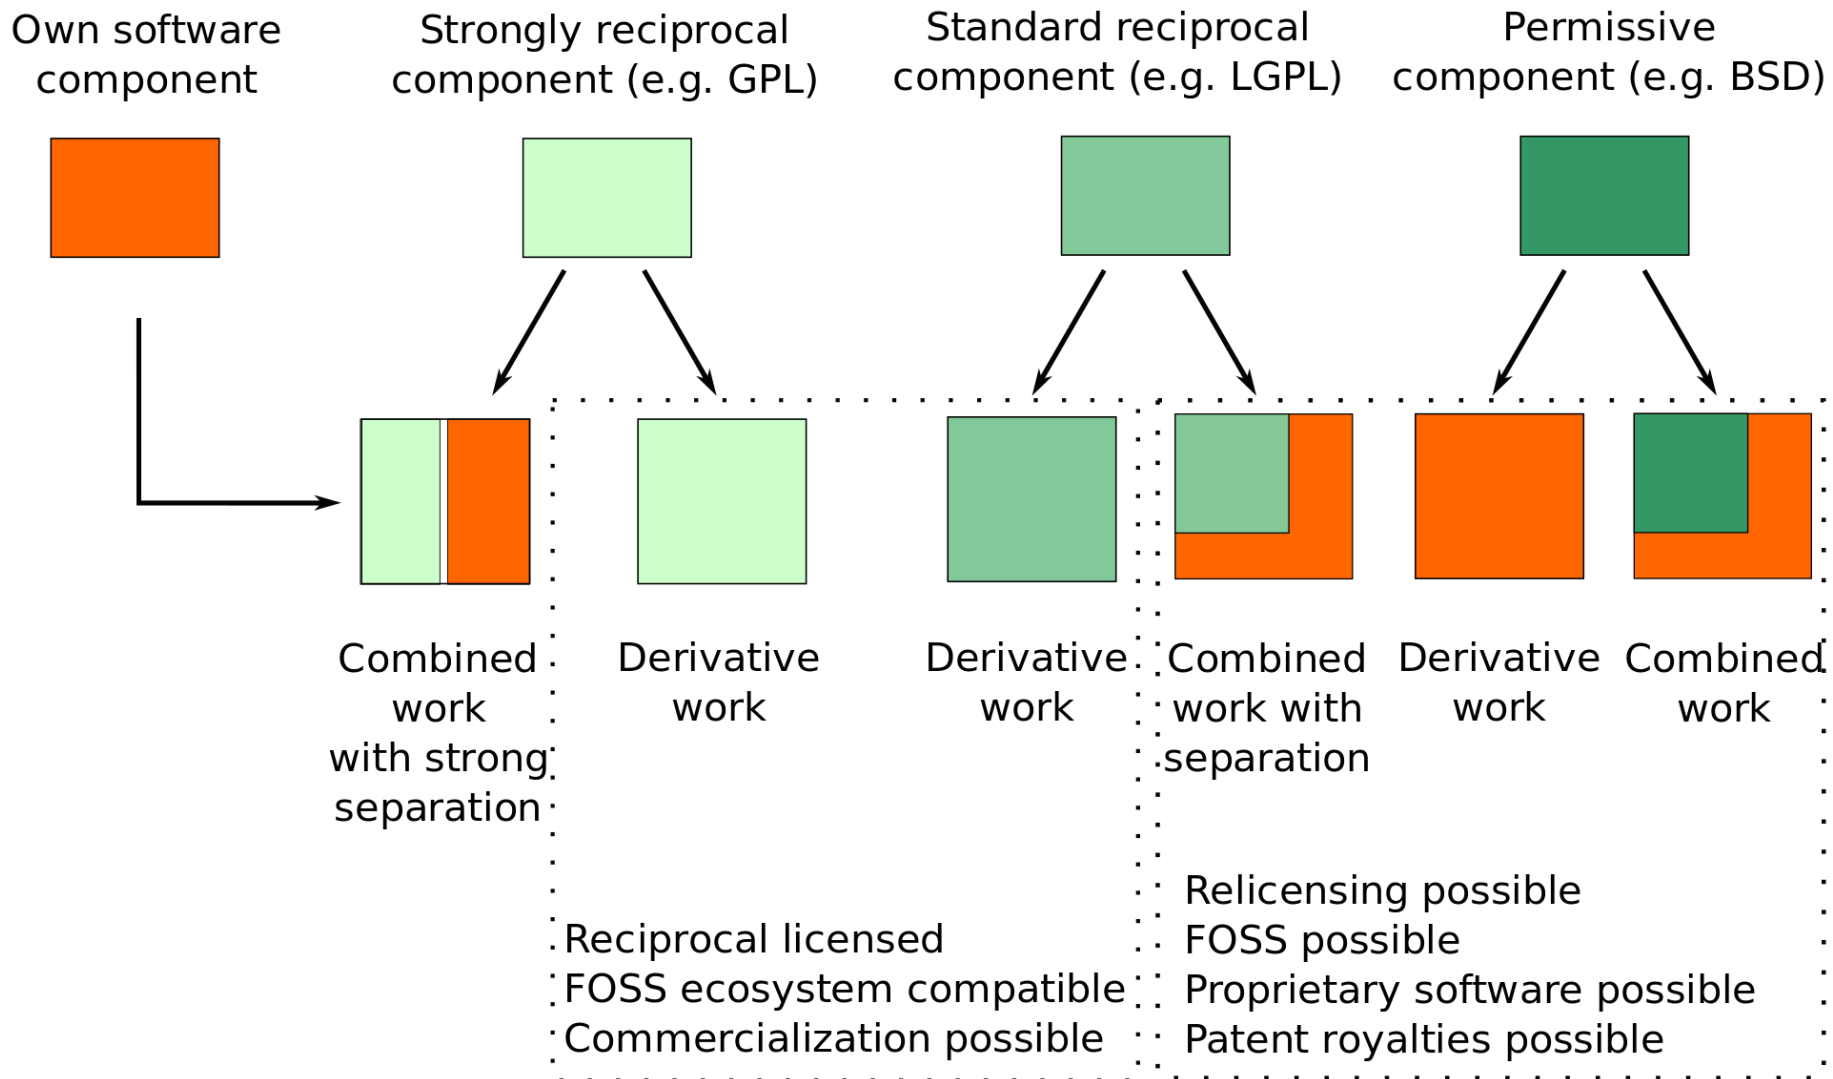 Own software
component
Strongly reciprocal
component (e.g. GPL)
Standard reciprocal
component (e.g. LGPL)
Permissive
component (e.g. BSD)
Combined
work
with strong
separation
Derivative
work
Derivative
work
Combined
work with
separation
Derivative
work
Combined
work
Reciprocal licensed
FOSS ecosystem compatible
Commercialization possible
Relicensing possible
FOSS possible
Proprietary software possible
Patent royalties possible